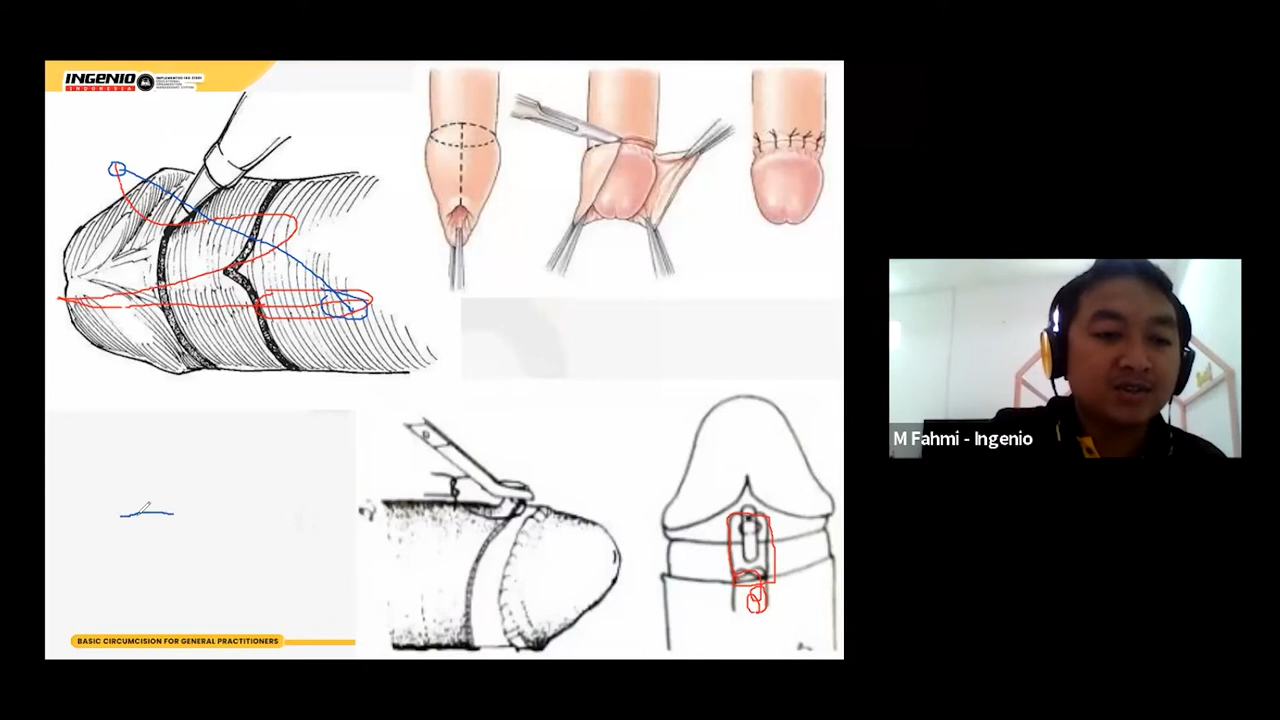 INGENIO
INDONESIA
BASIC CIRCUMCISION FOR GENERAL PRACTITIONERS
M Fahmi - Ingenio